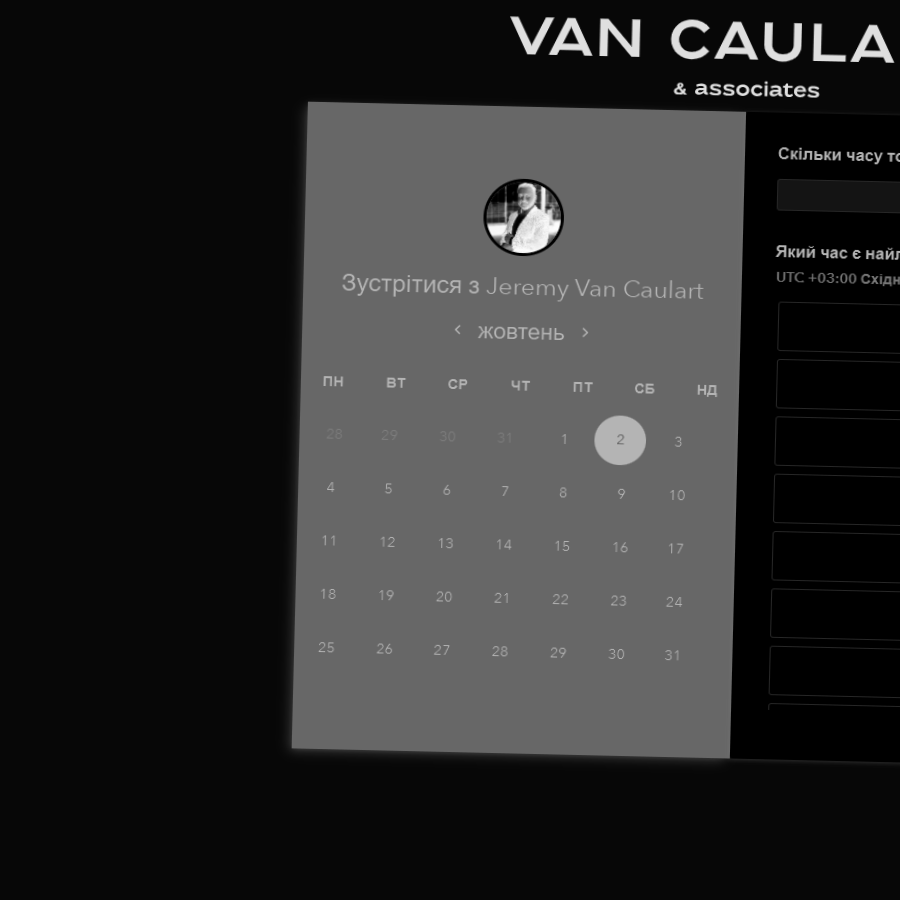 VAN CAULA
& associates
Скільки часу то
Який час є найл
UTC +03:00 Східн
Зустрітися з Jeremy Van Caulart
< жовтень >
ПН ВТ СР ЧТ ПТ СБ НД
28 29 30 31 1 2 3
4 5 6 7 8 9 10
11 12 13 14 15 16 17
18 19 20 21 22 23 24
25 26 27 28 29 30 31